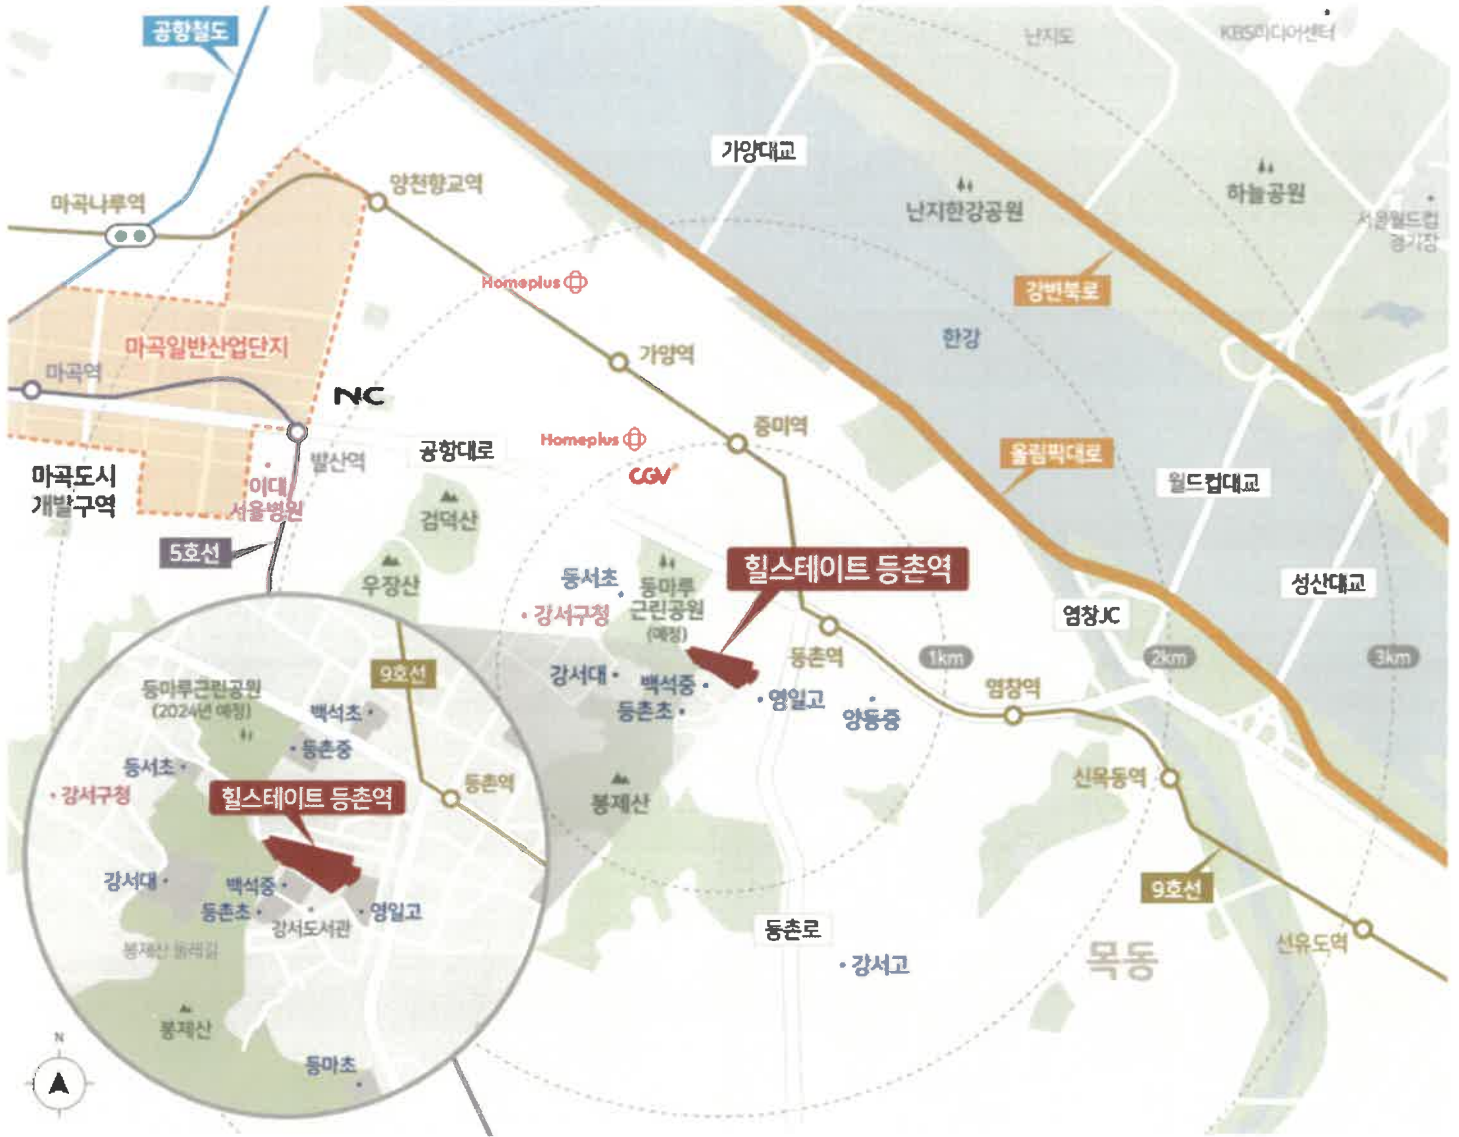 공항철도
난지도
KBS미디어센터
가양대교
양천향교역
마곡나루역
난지한강공원
하늘공원
서울월드컵
경기장
Homeplus
강변북로
한강
마곡일반산업단지
가양역
마곡역
NC
증미역
Homeplus
CGV
공항대로
올림픽대로
발산역
마곡도시
개발구역
이대
서울병원
월드컵대교
검덕산
5호선
우장산
등서초
강서구청
등마루
근린공원
(예정)
힐스테이트 등촌역
성산대교
염창JC
등촌역
1km
2km
3km
강서대
백석중
등촌초
영일고
양동중
염창역
9호선
등마루근린공원
(2024년 예정)
백석초
등촌중
등서초
강서구청
힐스테이트 등촌역
등촌역
봉제산
신목동역
강서대
백석중
등촌초
영일고
강서도서관
봉제산 둘레길
9호선
등촌로
강서고
목동
선유도역
봉제산
등마초
N